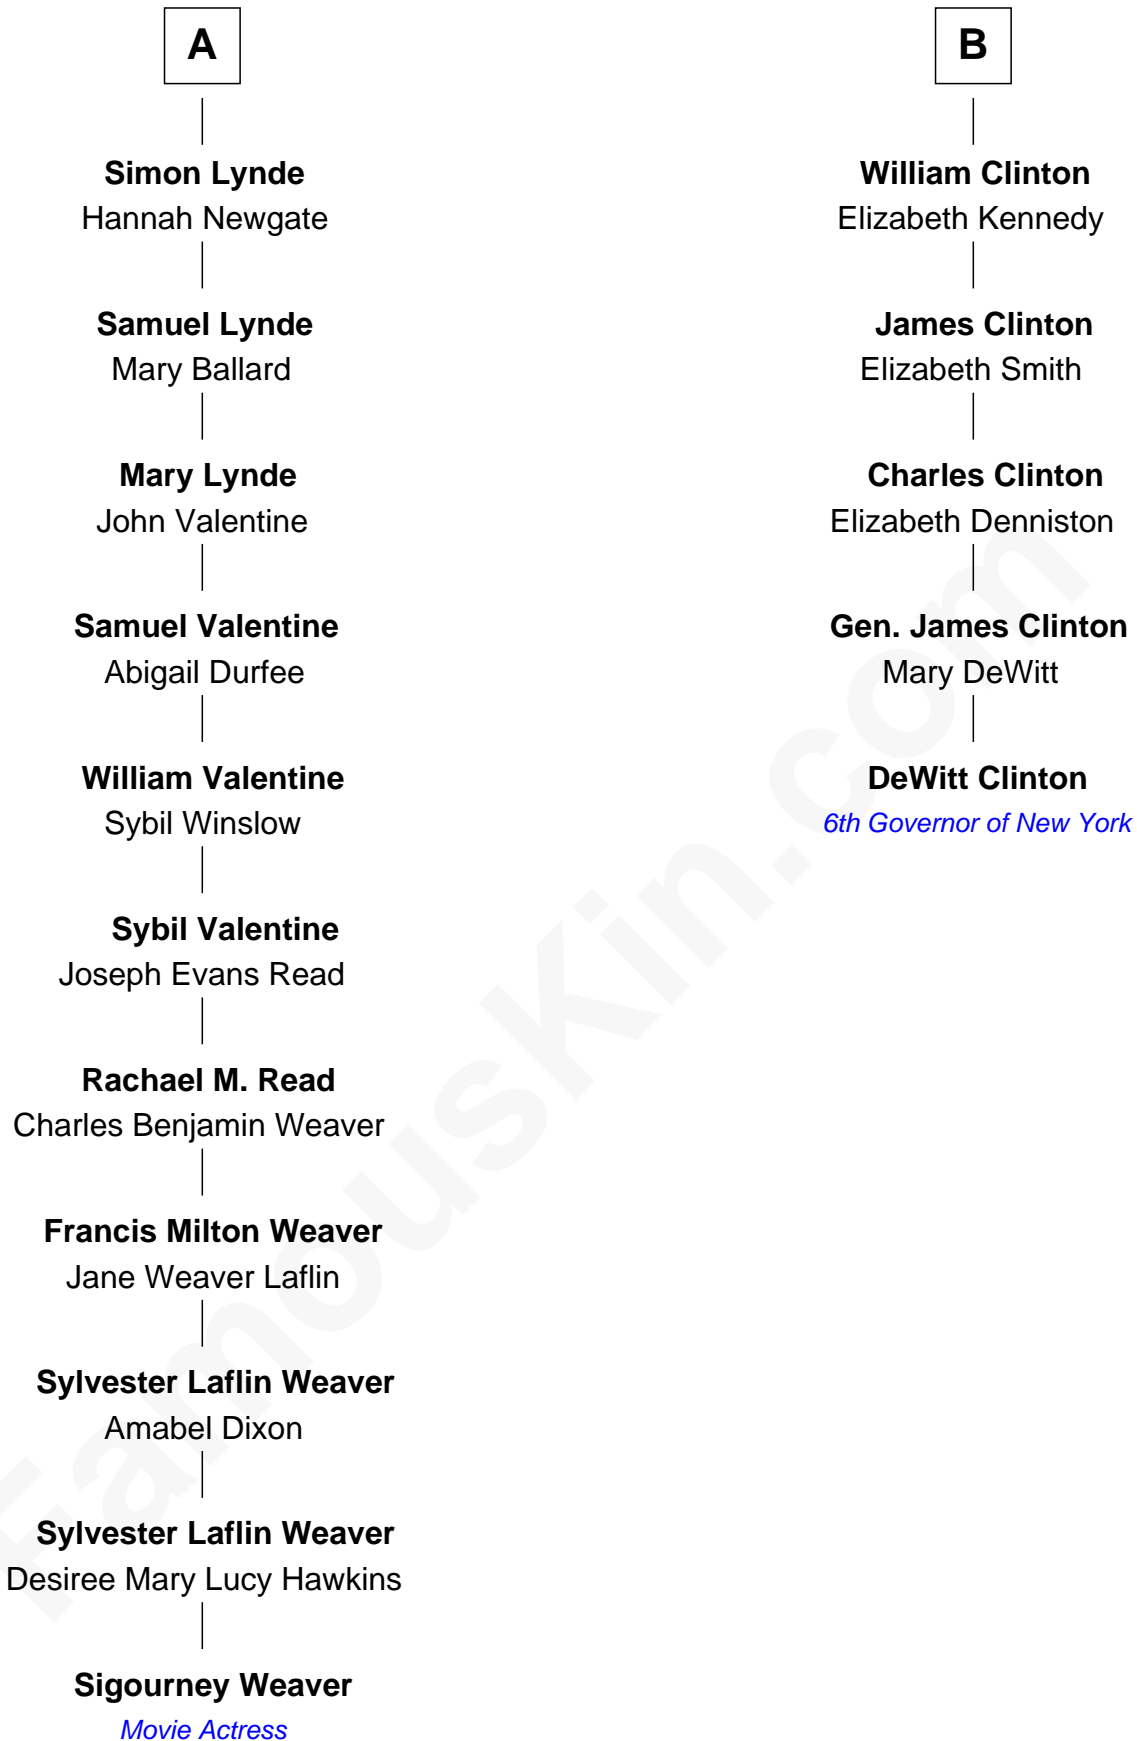 A
Simon Lynde
Hannah Newgate
Samuel Lynde
Mary Ballard
Mary Lynde
John Valentine
Samuel Valentine
Abigail Durfee
William Valentine
Sybil Winslow
Sybil Valentine
Joseph Evans Read
Rachael M. Read
Charles Benjamin Weaver
Francis Milton Weaver
Jane Weaver Laflin
Sylvester Laflin Weaver
Amabel Dixon
Sylvester Laflin Weaver
Desiree Mary Lucy Hawkins
Sigourney Weaver
Movie Actress
B
William Clinton
Elizabeth Kennedy
James Clinton
Elizabeth Smith
Charles Clinton
Elizabeth Denniston
Gen. James Clinton
Mary DeWitt
DeWitt Clinton
6th Governor of New York
FamousKin.com